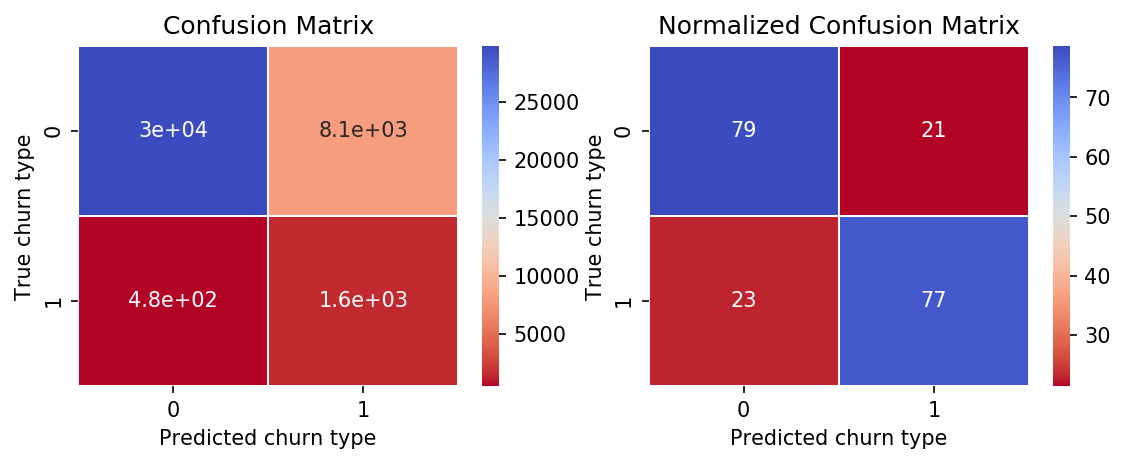 Confusion Matrix
True churn type
0
1
3e+04
8.1e+03
4.8e+02
1.6e+03
0
1
Predicted churn type
25000
20000
15000
10000
5000
Normalized Confusion Matrix
True churn type
0
1
79
21
23
77
0
1
Predicted churn type
70
60
50
40
30